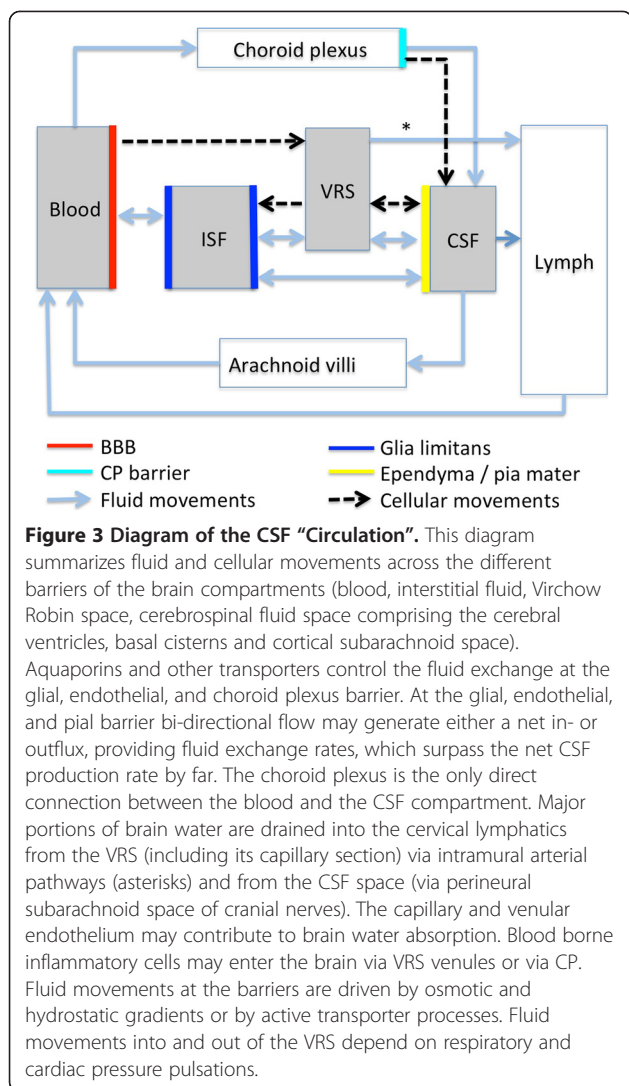 Choroid plexus
*
Blood
ISF
VRS
CSF
Lymph
Arachnoid villi
BBB
Glia limitans
CP barrier
Ependyma / pia mater
Fluid movements
Cellular movements
Figure 3 Diagram of the CSF “Circulation”. This diagram
summarizes fluid and cellular movements across the different
barriers of the brain compartments (blood, interstitial fluid, Virchow
Robin space, cerebrospinal fluid space comprising the cerebral
ventricles, basal cisterns and cortical subarachnoid space).
Aquaporins and other transporters control the fluid exchange at the
glial, endothelial, and choroid plexus barrier. At the glial, endothelial,
and pial barrier bi-directional flow may generate either a net in- or
outflux, providing fluid exchange rates, which surpass the net CSF
production rate by far. The choroid plexus is the only direct
connection between the blood and the CSF compartment. Major
portions of brain water are drained into the cervical lymphatics
from the VRS (including its capillary section) via intramural arterial
pathways (asterisks) and from the CSF space (via perineural
subarachnoid space of cranial nerves). The capillary and venular
endothelium may contribute to brain water absorption. Blood borne
inflammatory cells may enter the brain via VRS venules or via CP.
Fluid movements at the barriers are driven by osmotic and
hydrostatic gradients or by active transporter processes. Fluid
movements into and out of the VRS depend on respiratory and
cardiac pressure pulsations.